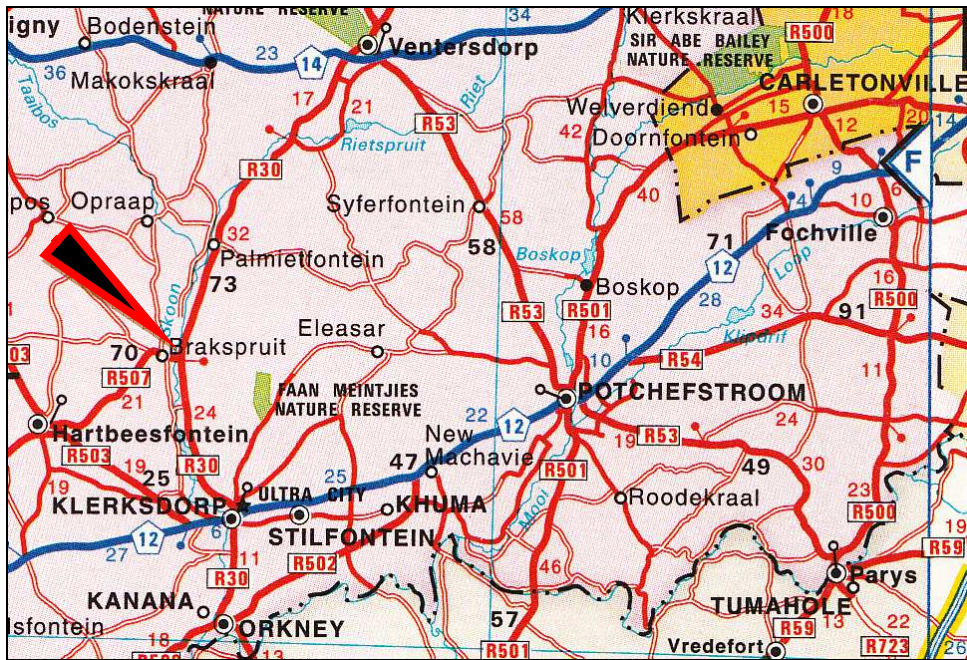 NATURE RESERVE
34
Klerkskraal
18
igny
Bodenstein
Ventersdorp
SIR ABE BAILEY
R500
23
14
NATURE RESERVE
36
Makokskraal
CARLETONVILLE
Taaibos
17
21
Riet
Welverdiend
15
20
14
R53
42
Doornfontein
12
Rietspruit
R30
40
9
F
6
pos
Opraap
Syferfontein
58
4
10
32
58
71
Fochville
Palmietfontein
Boskop
12
Loop
16
73
Boskop
28
R500
Skoon
R53
R501
34
91
Eleasar
16
Klipdrif
03
70
Brakspruit
10
R54
R507
11
21
FAAN MEINTJIES
POTCHEFSTROOM
24
NATURE RESERVE
22
12
24
Hartbeesfontein
New
19
R53
R503
Machavie
19
R30
47
R501
49
30
25
25
19
ULTRA CITY
KHUMA
Roodekraal
23
KLERKSDORP
Mooi
R500
6
STILFONTEIN
19
12
27
R59
11
R502
46
R30
Parys
KANANA
TUMAHOLE
lsfontein
57
13
22
ORKNEY
R59
18
Vredefort
R723
13
R501
26